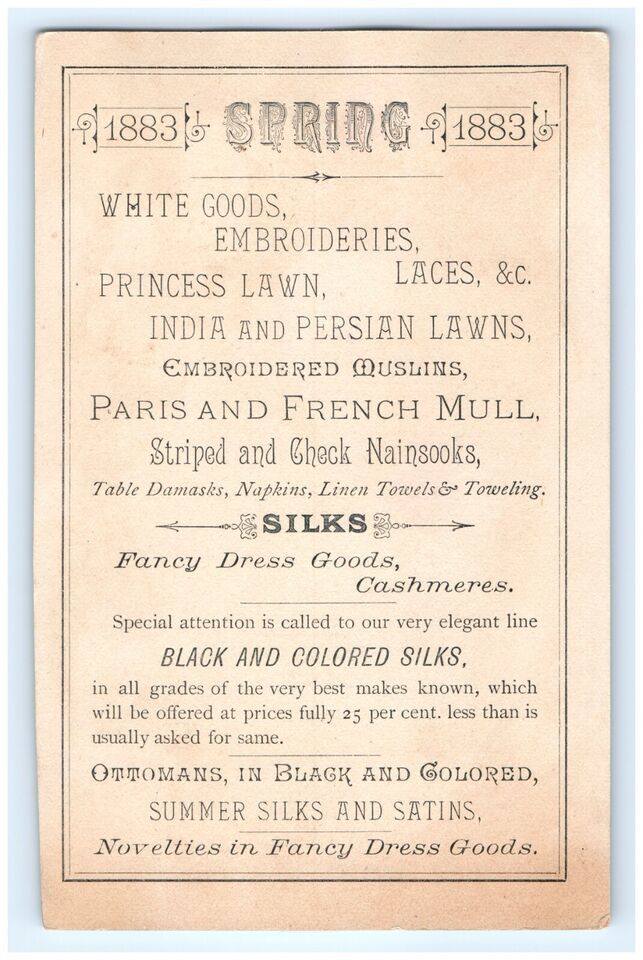 1883 SPRING 1883
WHITE GOODS,
EMBROIDERIES,
LACES, &C.
PRINCESS LAWN,
INDIA AND PERSIAN LAWNS,
EMBROIDERED MUSLINS,
PARIS AND FRENCH MULL,
Striped and Check Nainsooks,
Table Damasks, Napkins, Linen Towels & Toweling.
SILKS
Fancy Dress Goods,
Cashmeres.
Special attention is called to our very elegant line
BLACK AND COLORED SILKS,
in all grades of the very best makes known, which
will be offered at prices fully 25 per cent. less than is
usually asked for same.
OTTOMANS, IN BLACK AND COLORED,
SUMMER SILKS AND SATINS,
Novelties in Fancy Dress Goods.